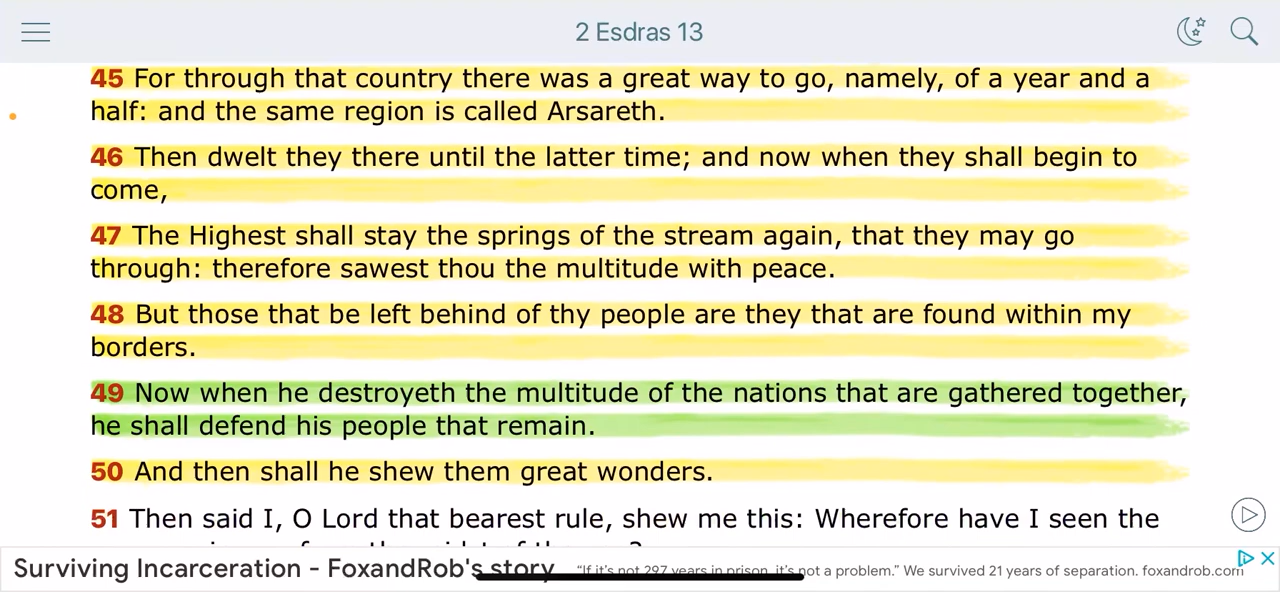 2 Esdras 13
45 For through that country there was a great way to go, namely, of a year and a
half: and the same region is called Arsareth.
46 Then dwelt they there until the latter time; and now when they shall begin to
come,
47 The Highest shall stay the springs of the stream again, that they may go
through: therefore sawest thou the multitude with peace.
48 But those that be left behind of thy people are they that are found within my
borders.
49 Now when he destroyeth the multitude of the nations that are gathered together,
he shall defend his people that remain.
50 And then shall he shew them great wonders.
51 Then said I, O Lord that bearest rule, shew me this: Wherefore have I seen the
Surviving Incarceration - FoxandRob's story
“If it's not 297 years in prison, it's not a problem.” We survived 21 years of separation. foxandrob.com